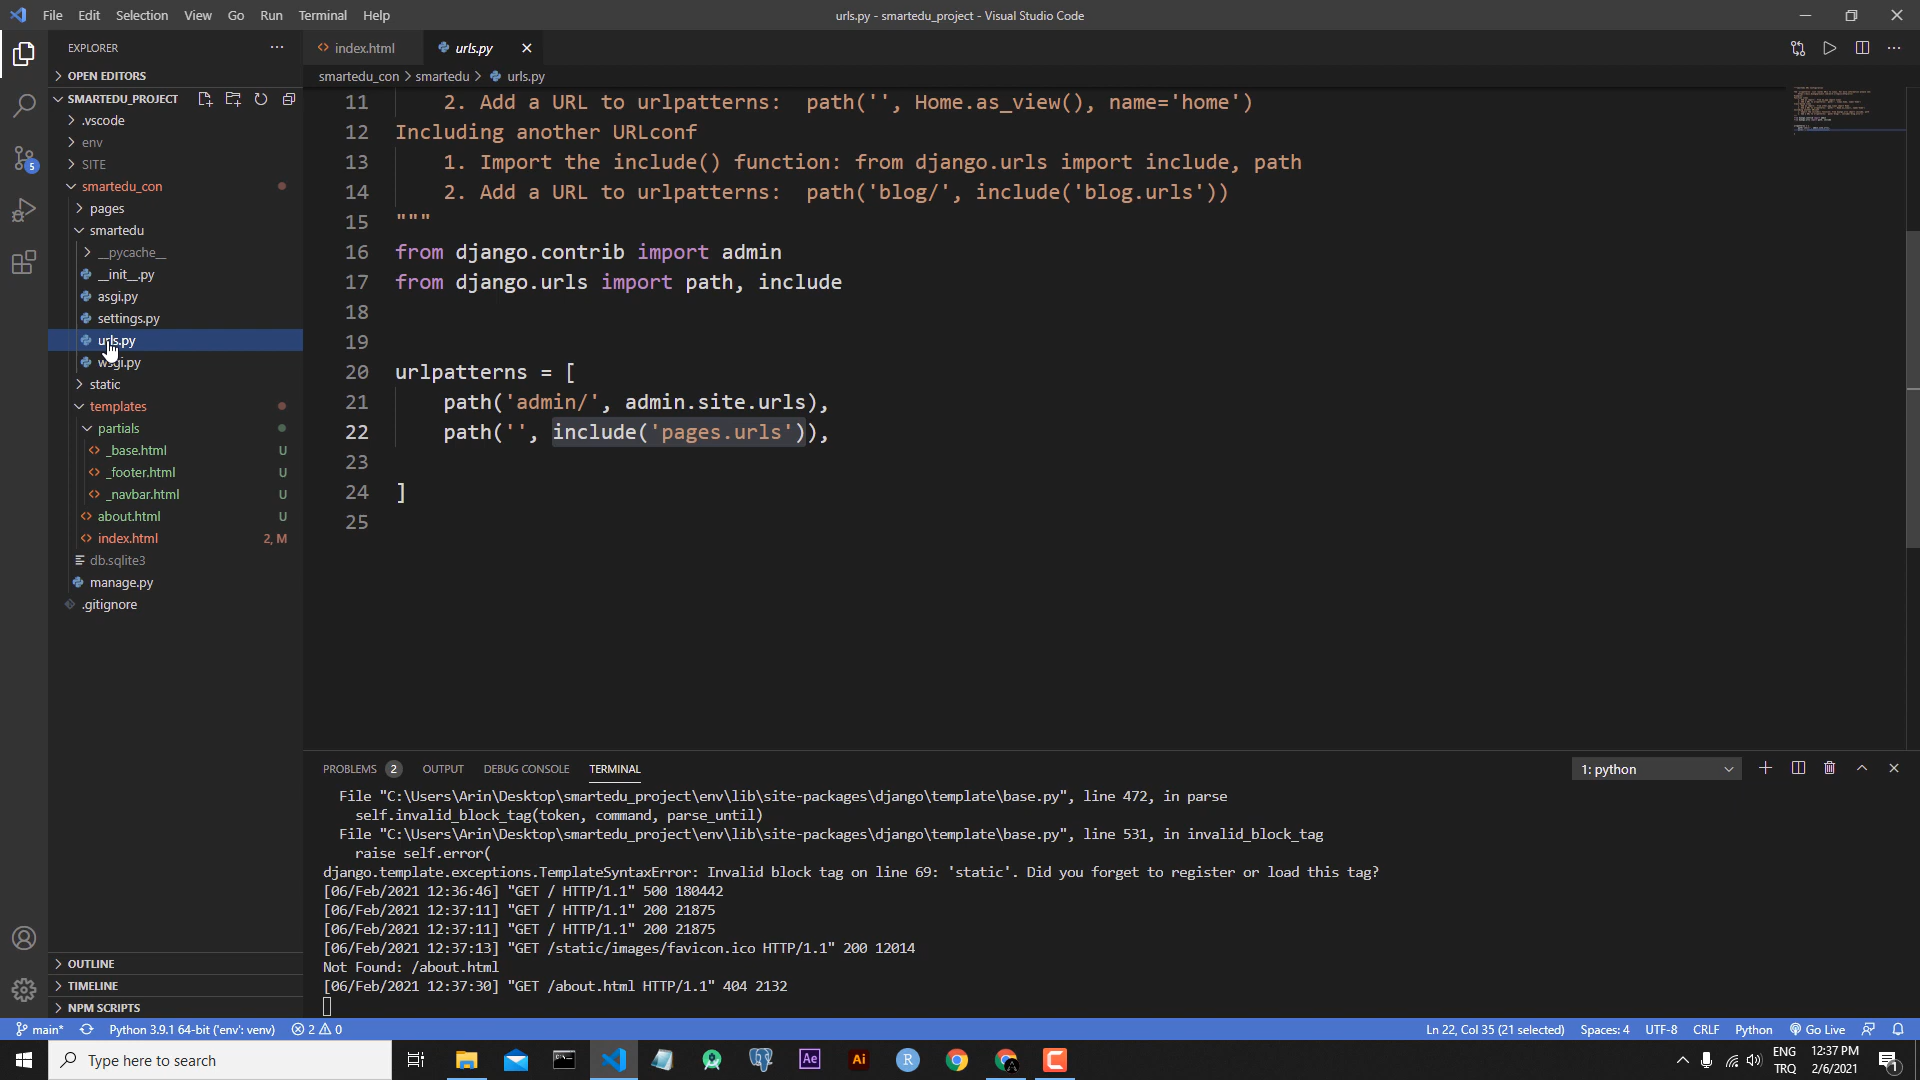 File Edit Selection View Go Run Terminal Help
urls.py - smartedu_project - Visual Studio Code
EXPLORER
OPEN EDITORS
SMARTEDU_PROJECT
.vscode
env
SITE
smartedu_con
pages
smartedu
__pycache__
__init__.py
asgi.py
settings.py
urls.py
wsgi.py
static
templates
partials
_base.html U
_footer.html U
_navbar.html U
about.html U
index.html 2, M
db.sqlite3
manage.py
.gitignore
OUTLINE
TIMELINE
NPM SCRIPTS
5
index.html
urls.py
smartedu_con > smartedu > urls.py
11 2. Add a URL to urlpatterns:  path('', Home.as_view(), name='home')
12 Including another URLconf
13 1. Import the include() function: from django.urls import include, path
14 2. Add a URL to urlpatterns:  path('blog/', include('blog.urls'))
15 """
16 from django.contrib import admin
17 from django.urls import path, include
18
19
20 urlpatterns = [
21 path('admin/', admin.site.urls),
22 path('', include('pages.urls')),
23
24 ]
25
PROBLEMS 2 OUTPUT DEBUG CONSOLE TERMINAL
1: python
File "C:\Users\Arin\Desktop\smartedu_project\env\lib\site-packages\django\template\base.py", line 472, in parse
self.invalid_block_tag(token, command, parse_until)
File "C:\Users\Arin\Desktop\smartedu_project\env\lib\site-packages\django\template\base.py", line 531, in invalid_block_tag
raise self.error(
django.template.exceptions.TemplateSyntaxError: Invalid block tag on line 69: 'static'. Did you forget to register or load this tag?
[06/Feb/2021 12:36:46] "GET / HTTP/1.1" 500 180442
[06/Feb/2021 12:37:11] "GET / HTTP/1.1" 200 21875
[06/Feb/2021 12:37:11] "GET / HTTP/1.1" 200 21875
[06/Feb/2021 12:37:13] "GET /static/images/favicon.ico HTTP/1.1" 200 12014
Not Found: /about.html
[06/Feb/2021 12:37:30] "GET /about.html HTTP/1.1" 404 2132
main* Python 3.9.1 64-bit ('env': venv) 2 0
Ln 22, Col 35 (21 selected) Spaces: 4 UTF-8 CRLF Python Go Live
Type here to search
Ae Ai R
ENG
TRQ
12:37 PM
2/6/2021
1